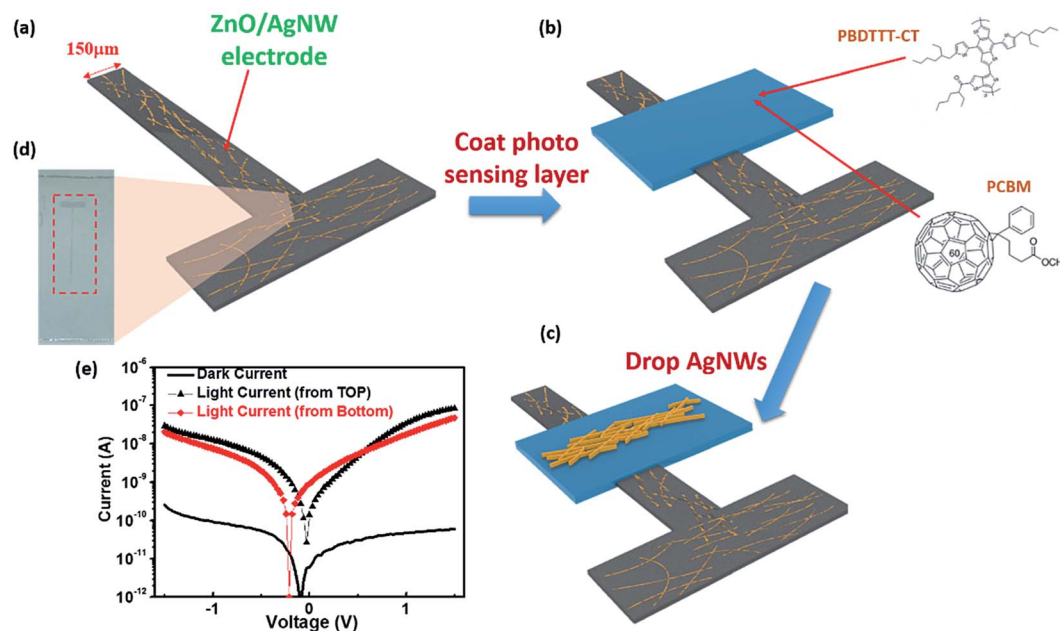 (a)
ZnO/AgNW
electrode
150μm
(b)
PBDTTT-CT
(d)
Coat photo
sensing layer
PCBM
60
O
OCH
(c)
Drop AgNWs
(e)
Dark Current
Light Current (from TOP)
Light Current (from Bottom)
Current (A)
10-6
10-7
10-8
10-9
10-10
10-11
10-12
-1
0
1
Voltage (V)